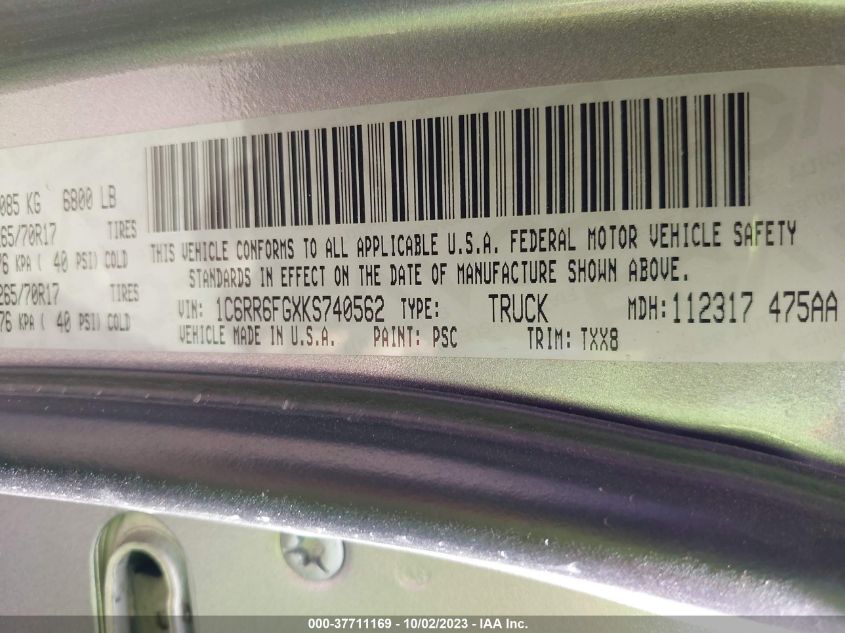 085 KG 6800 LB
65/70R17 TIRES
76 KPA ( 40 PSI) COLD
265/70R17 TIRES
76 KPA ( 40 PSI) COLD
THIS VEHICLE CONFORMS TO ALL APPLICABLE U.S.A. FEDERAL MOTOR VEHICLE SAFETY
STANDARDS IN EFFECT ON THE DATE OF MANUFACTURE SHOWN ABOVE.
VIN: 1C6RR6FGXKS740562 TYPE: TRUCK MDH: 112317 475AA
VEHICLE MADE IN U.S.A. PAINT: PSC TRIM: TXX8
000-37711169 - 10/02/2023 - IAA Inc.